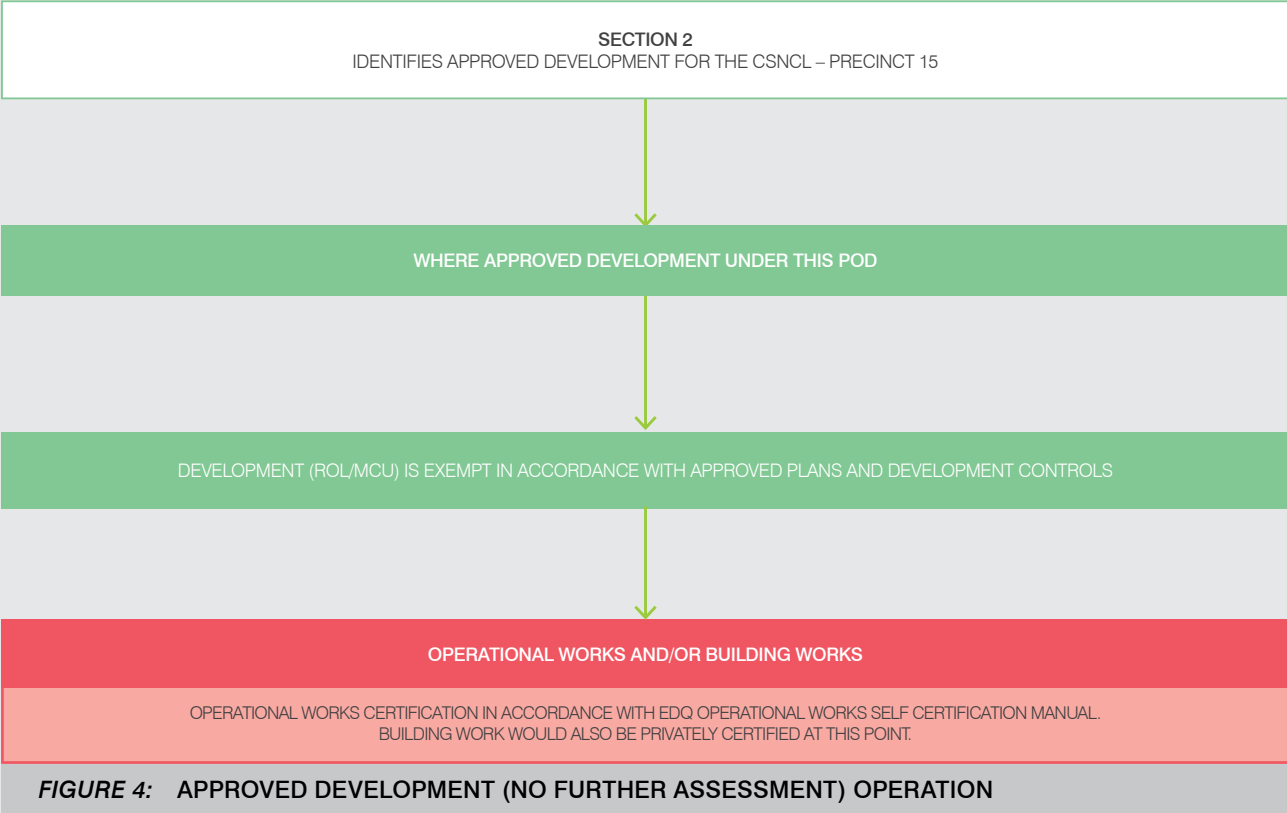 SECTION 2
IDENTIFIES APPROVED DEVELOPMENT FOR THE CSNCL – PRECINCT 15
WHERE APPROVED DEVELOPMENT UNDER THIS POD
DEVELOPMENT (ROL/MCU) IS EXEMPT IN ACCORDANCE WITH APPROVED PLANS AND DEVELOPMENT CONTROLS
OPERATIONAL WORKS AND/OR BUILDING WORKS
OPERATIONAL WORKS CERTIFICATION IN ACCORDANCE WITH EDQ OPERATIONAL WORKS SELF CERTIFICATION MANUAL.
BUILDING WORK WOULD ALSO BE PRIVATELY CERTIFIED AT THIS POINT.
FIGURE 4: APPROVED DEVELOPMENT (NO FURTHER ASSESSMENT) OPERATION